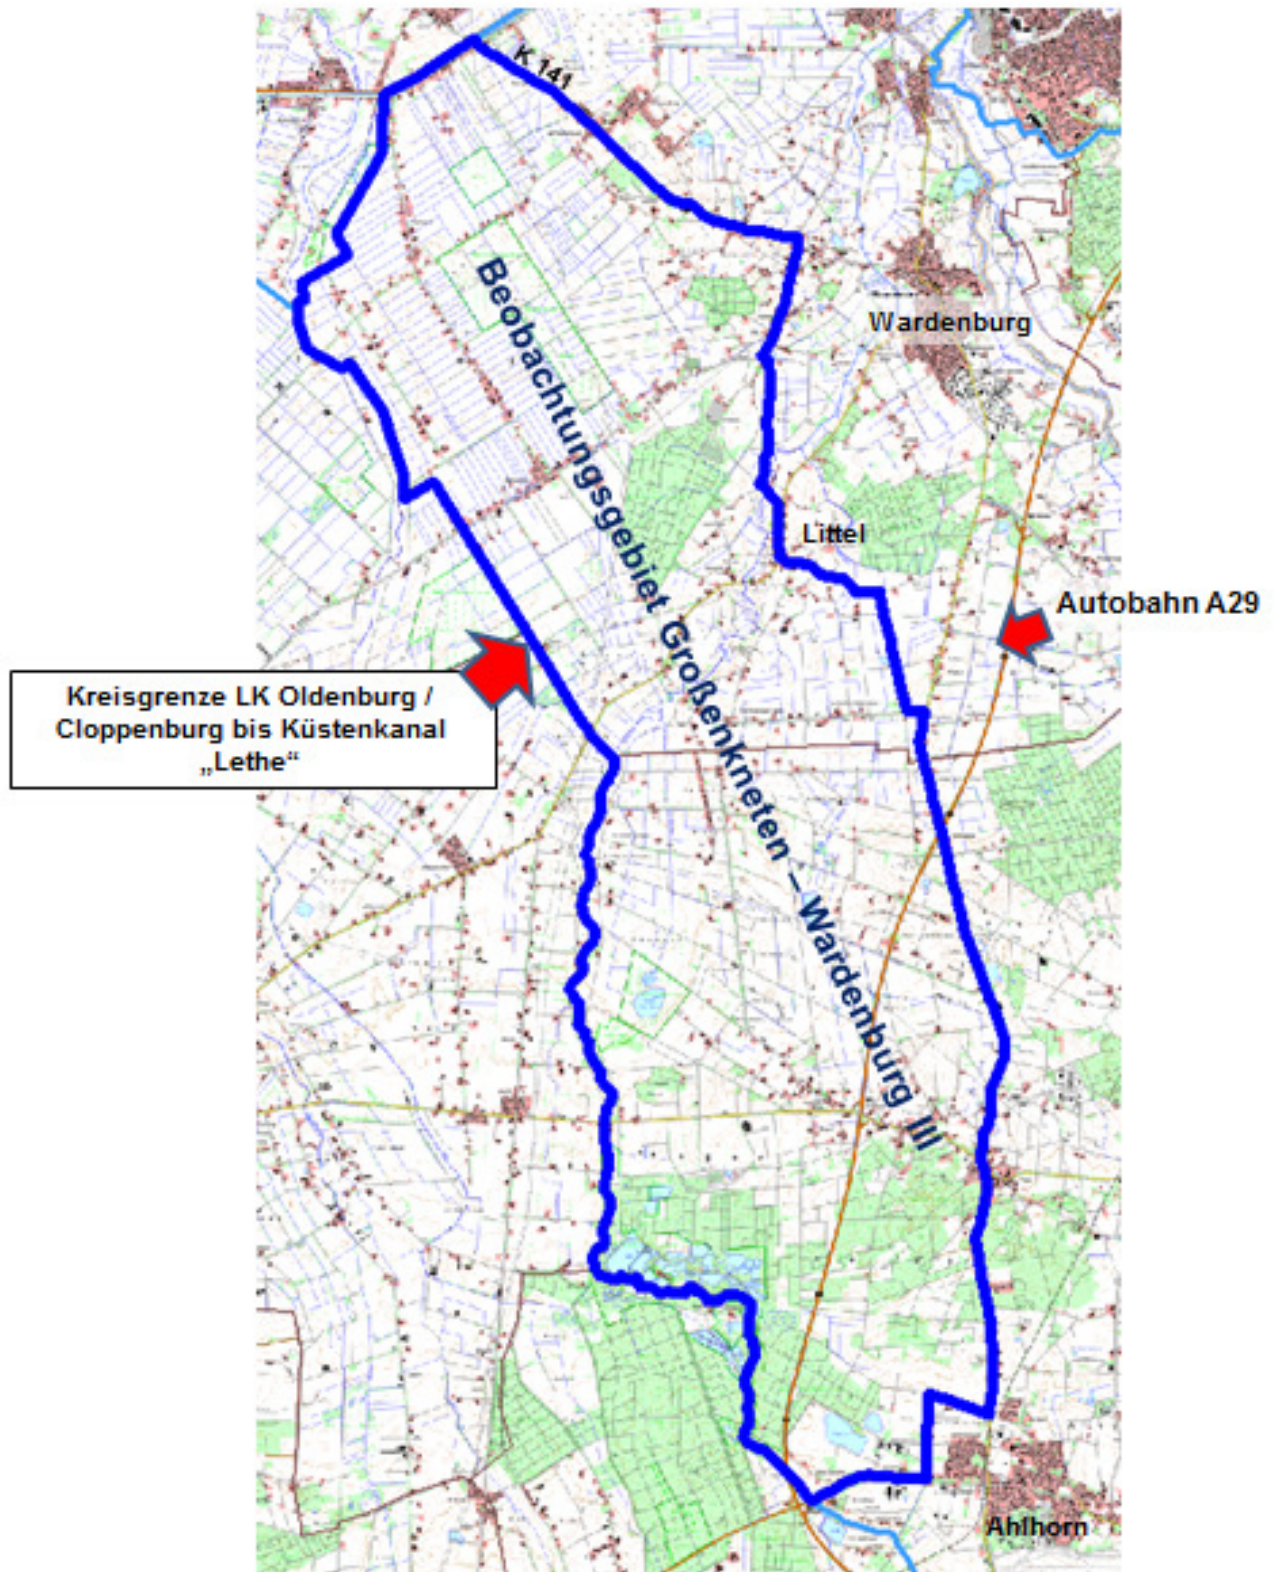 K 141
Beobachtungsgebiet Großenkneten – Wardenburg III
Wardenburg
Littel
Autobahn A29
Kreisgrenze LK Oldenburg /
Cloppenburg bis Küstenkanal
„Lethe“
Ahlhorn